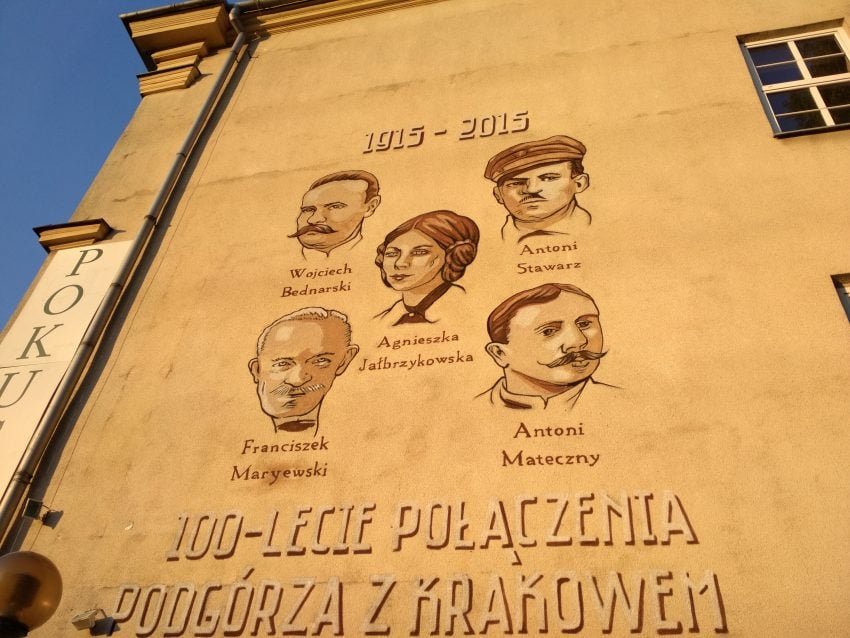 1915 - 2015
Wojciech
Bednarski
Antoni
Stawarz
Agnieszka
Jałbrzykowska
Franciszek
Maryewski
Antoni
Mateczny
100-LECIE POŁĄCZENIA
PODGÓRZA Z KRAKOWEM
POKU